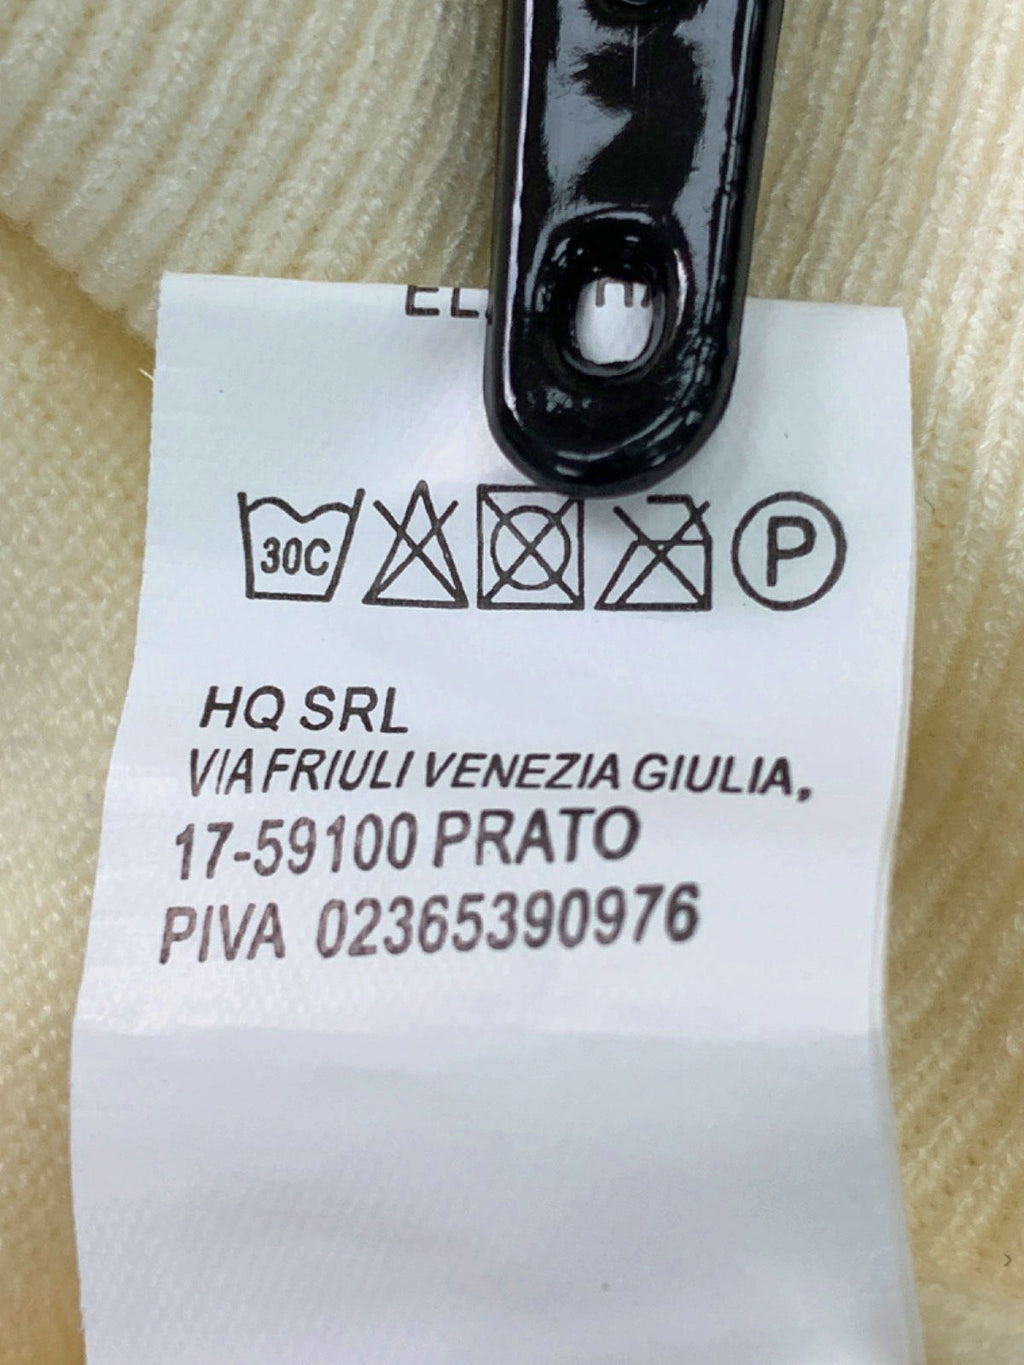 30C P
HQ SRL
VIA FRIULI VENEZIA GIULIA,
17-59100 PRATO
PIVA 02365390976